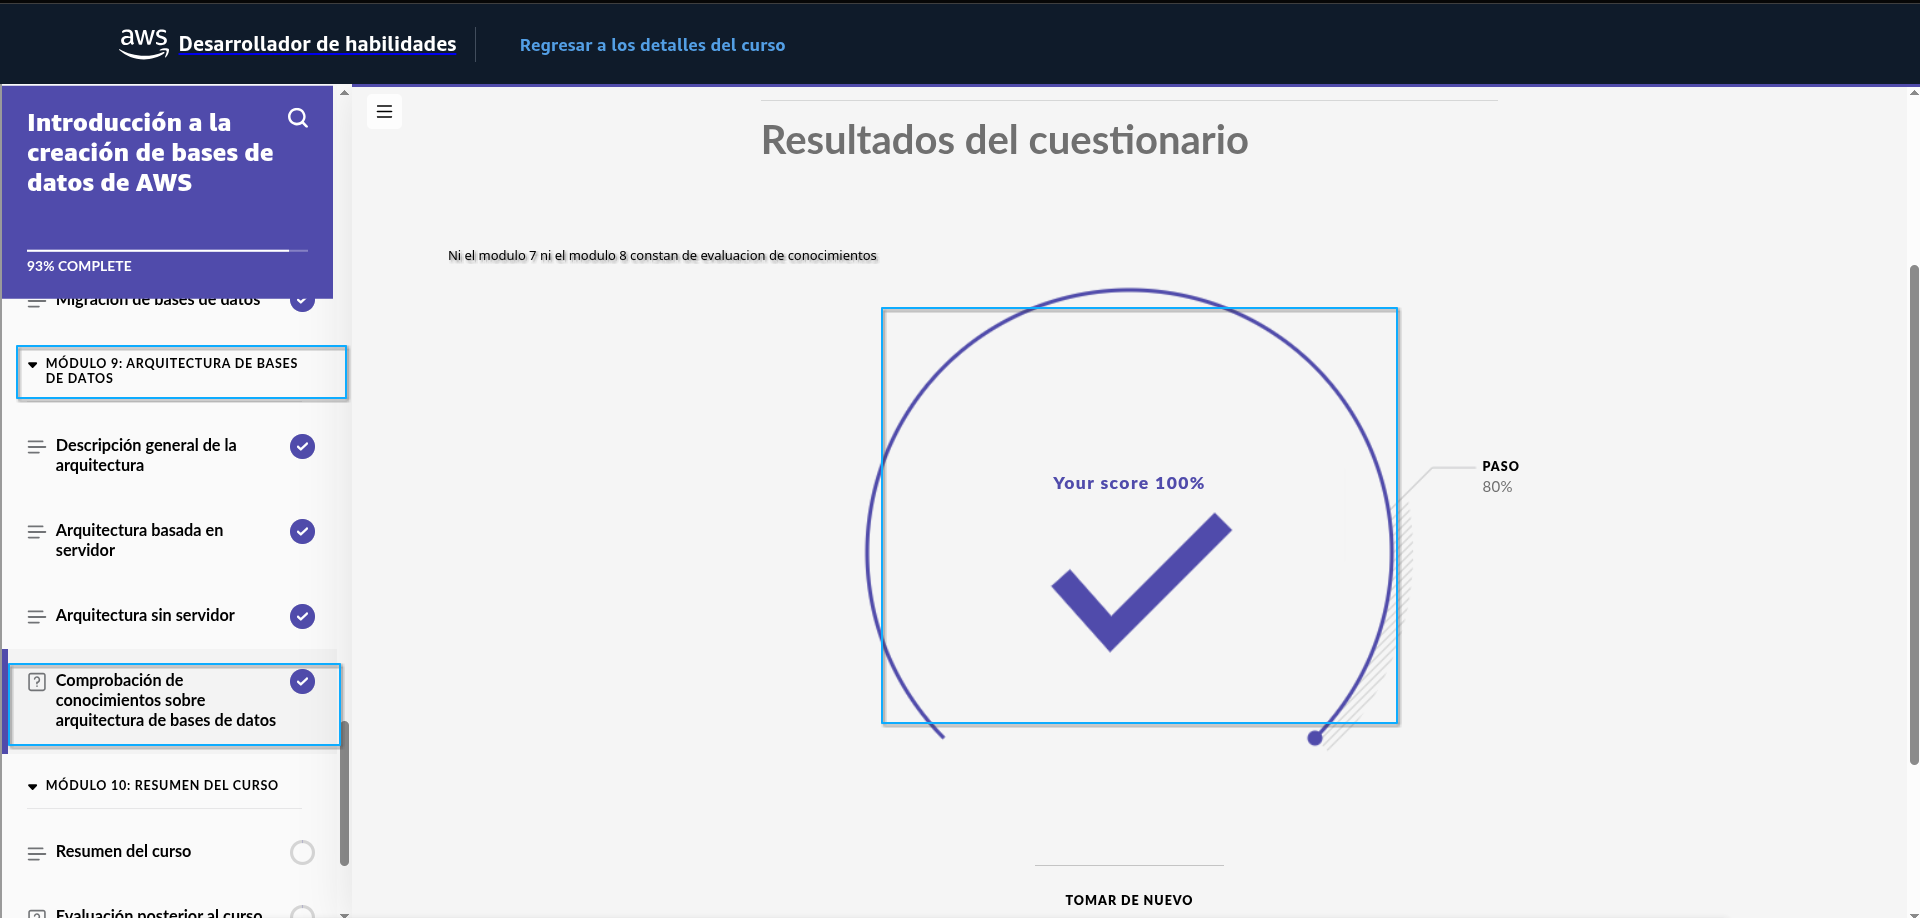 aws
Desarrollador de habilidades
Regresar a los detalles del curso
Introducción a la
creación de bases de
datos de AWS
93% COMPLETE
Migración de bases de datos
MÓDULO 9: ARQUITECTURA DE BASES
DE DATOS
Descripción general de la
arquitectura
Arquitectura basada en
servidor
Arquitectura sin servidor
Comprobación de
conocimientos sobre
arquitectura de bases de datos
MÓDULO 10: RESUMEN DEL CURSO
Resumen del curso
Evaluación posterior al curso
Resultados del cuestionario
Ni el modulo 7 ni el modulo 8 constan de evaluacion de conocimientos
Your score 100%
PASO
80%
TOMAR DE NUEVO